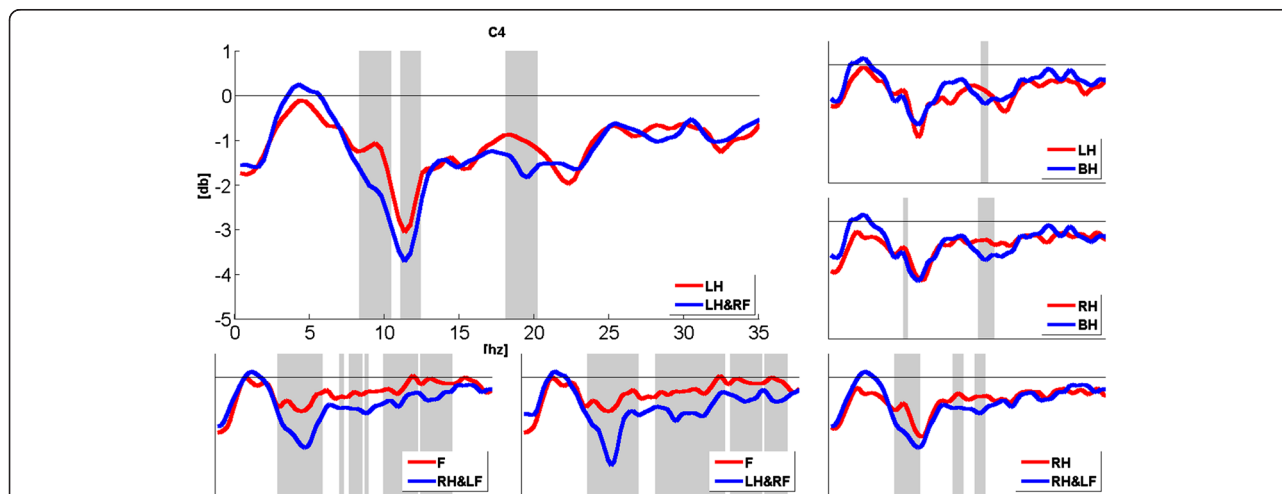 C4
1
0
-1
-2
-3
-4
-5
[db]
0 5 10 15 20 25 30 35
[hz]
LH
LH&RF
LH
BH
RH
BH
F
RH&LF
F
LH&RF
RH
RH&LF